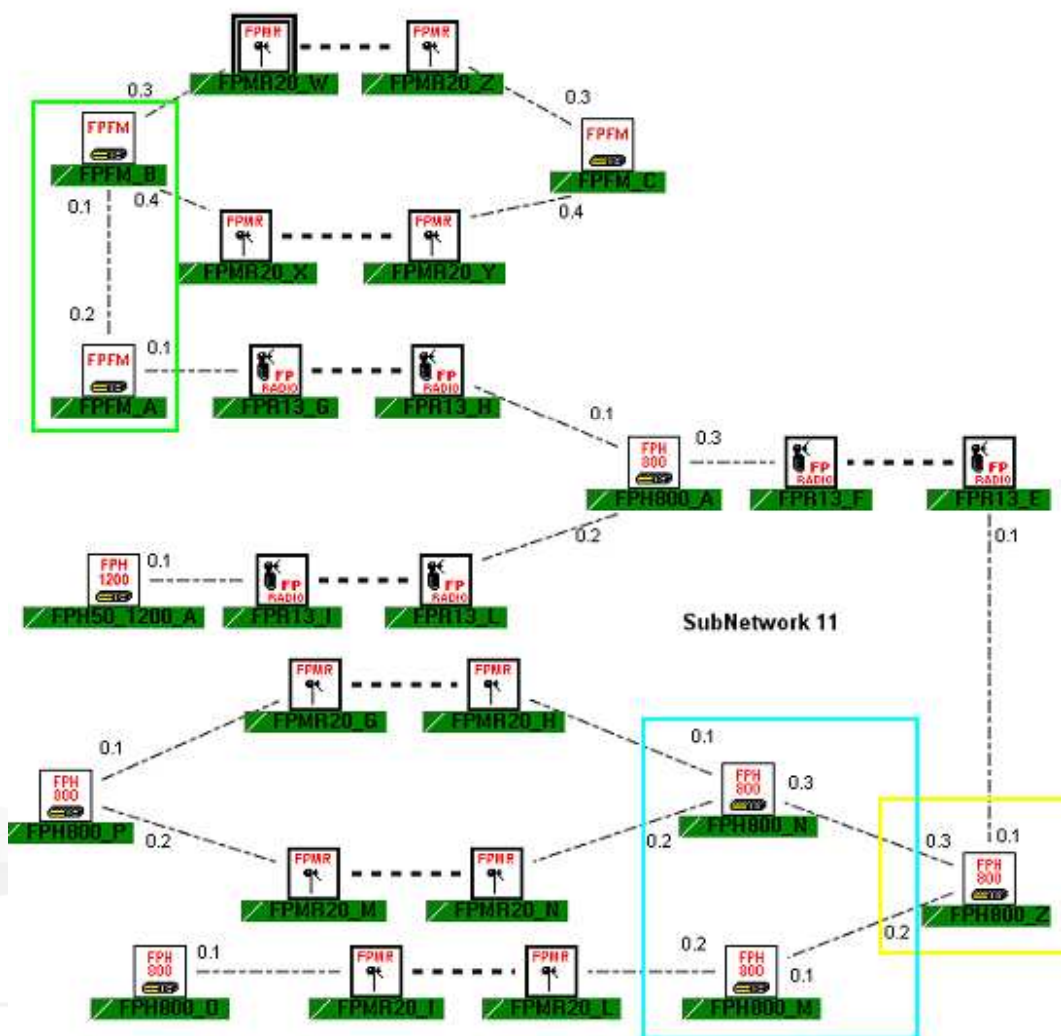 FPMR
FPMR
FPMR20_W
FPMR20_Z
0.3
0.3
FPFM
FPFM
FPFM_B
FPFM_C
0.1
0.4
0.4
FPMR
FPMR
FPMR20_X
FPMR20_Y
0.2
0.1
FPFM
FP RADIO
FP RADIO
FPFM_A
FPR13_G
FPR13_H
0.1
0.3
FPH 800
FP RADIO
FP RADIO
FPH800_A
FPR13_F
FPR13_E
0.2
0.1
0.1
FPH 1200
FP RADIO
FP RADIO
FPH50_1200_A
FPR13_I
FPR13_L
SubNetwork 11
FPMR
FPMR
FPMR20_G
FPMR20_H
0.1
0.1
FPH 800
FPH 800
0.3
FPH800_P
FPH800_N
0.2
0.2
0.3
0.1
FPMR
FPMR
FPH 800
FPMR20_M
FPMR20_N
FPH800_Z
0.1
0.2
0.2
FPH 800
FPMR
FPMR
FPH 800
0.1
FPMR20_I
FPMR20_L
FPH800_M